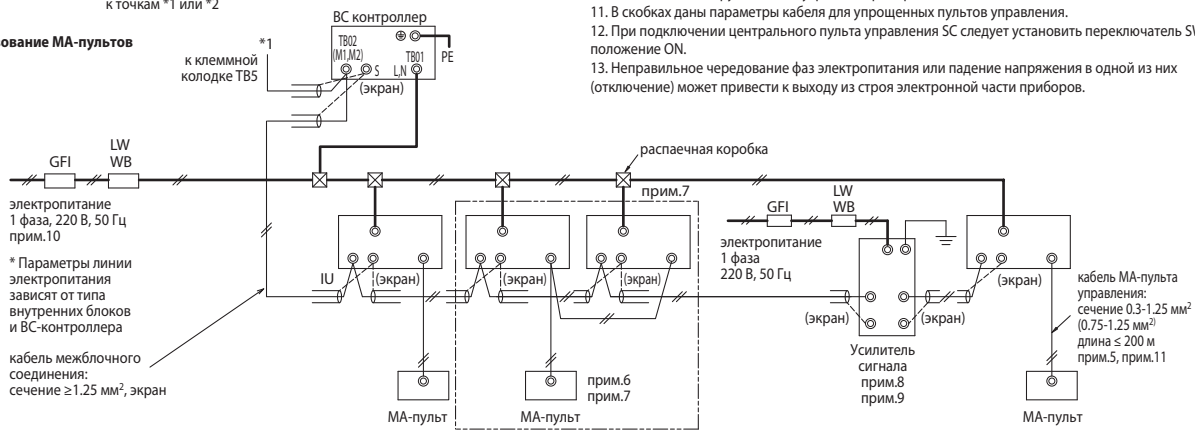 к точкам *1 или *2
11. В скобках даны параметры кабеля для упрощенных пультов управления.
12. При подключении центрального пульта управления SC следует установить переключатель
положение ON.
13. Неправильное чередование фаз электропитания или падение напряжения в одной из них
(отключение) может привести к выходу из строя электронной части приборов.
МА-пультов
*1
к клеммной
колодке TB5
BC контроллер
TB02
(M1,M2)
S
L,N
TB01
PE
(экран)
GFI
LW
WB
распаечная коробка
прим.7
электропитание
1 фаза, 220 В, 50 Гц
прим.10
* Параметры линии
электропитания
зависят от типа
внутренних блоков
и BC-контроллера
кабель межблочного
соединения:
сечение ≥1.25 мм², экран
IU
(экран)
(экран)
(экран)
GFI
LW
WB
электропитание
1 фаза
220 В, 50 Гц
(экран)
(экран)
(экран)
Усилитель
сигнала
прим.8
прим.9
кабель МА-пульта
управления:
сечение 0.3-1.25 мм²
(0.75-1.25 мм²)
длина ≤ 200 м
прим.5, прим.11
МА-пульт
МА-пульт
прим.6
прим.7
МА-пульт